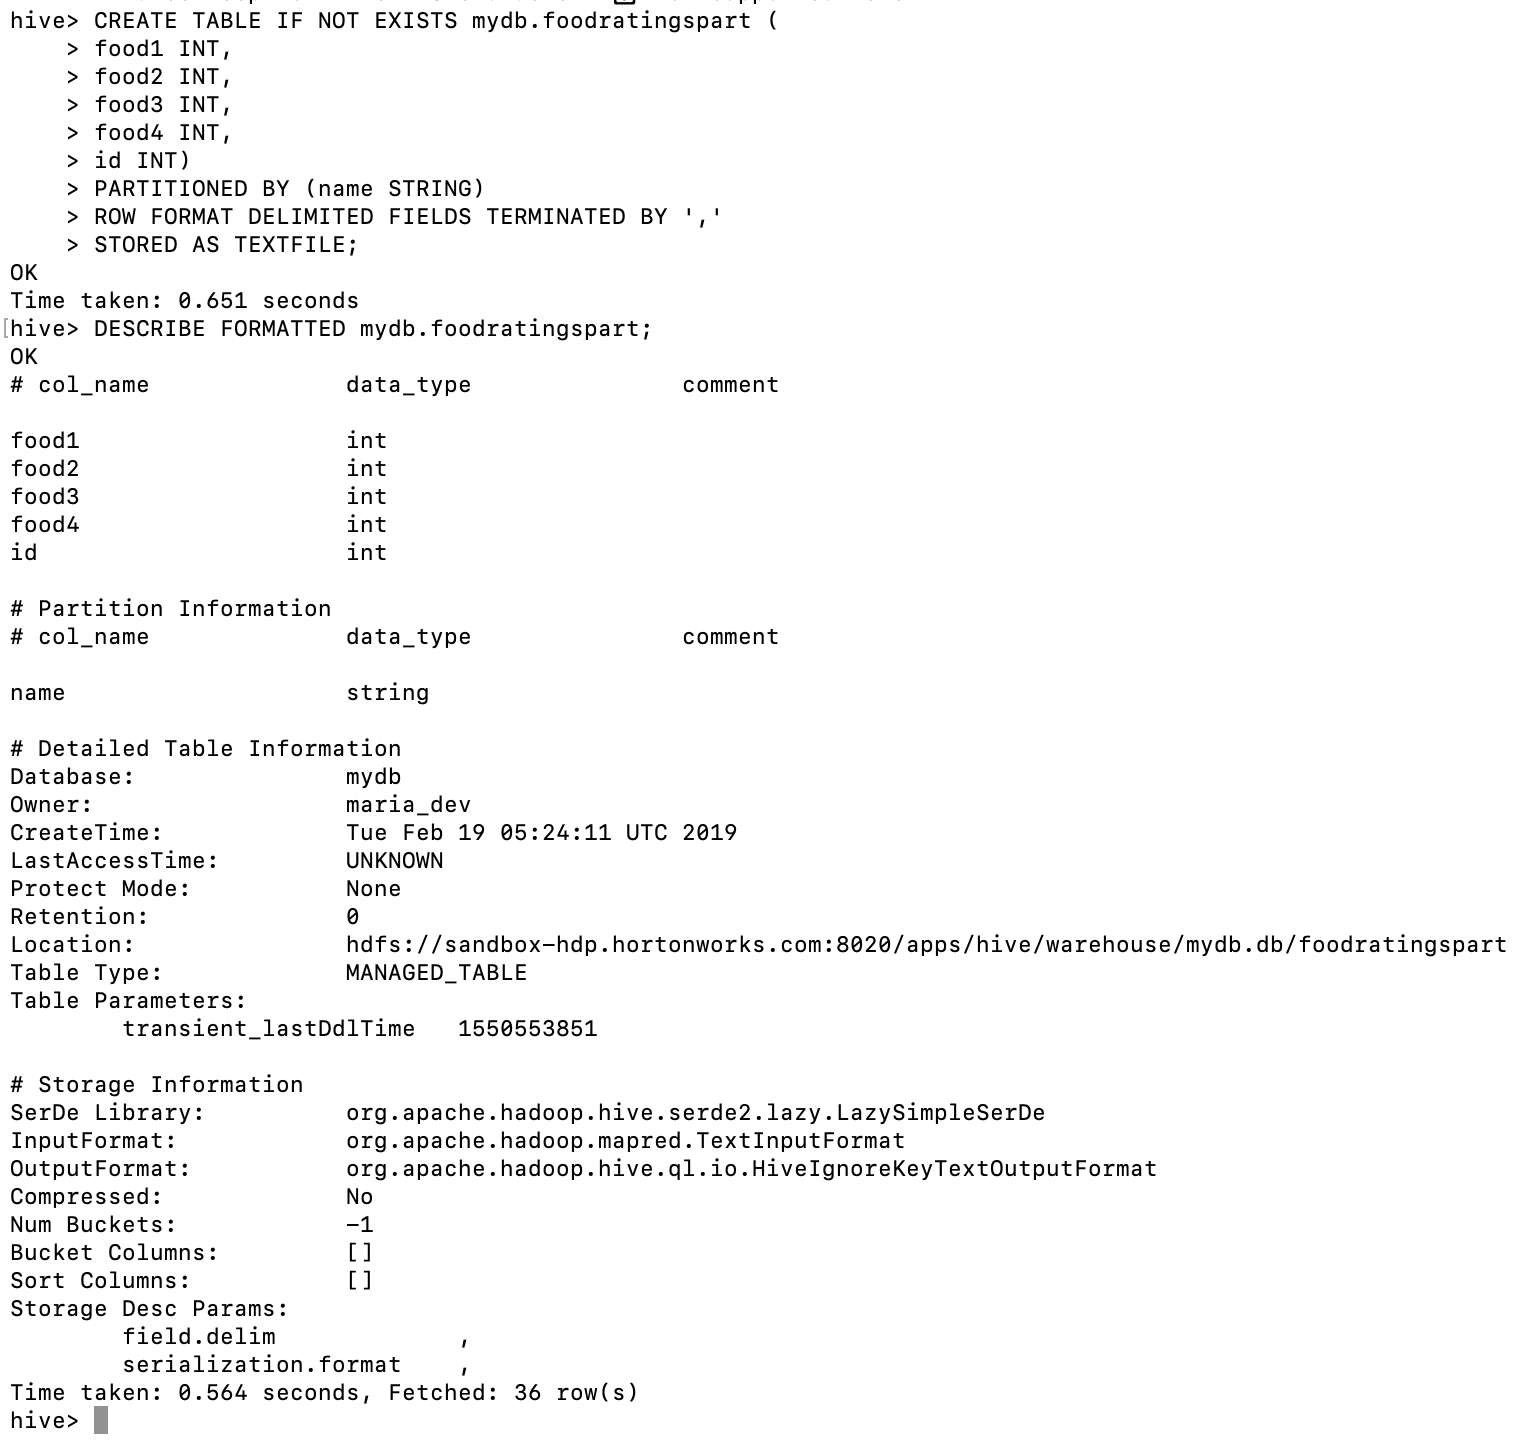 hive> CREATE TABLE IF NOT EXISTS mydb.foodratingspart (
    > food1 INT,
    > food2 INT,
    > food3 INT,
    > food4 INT,
    > id INT)
    > PARTITIONED BY (name STRING)
    > ROW FORMAT DELIMITED FIELDS TERMINATED BY ','
    > STORED AS TEXTFILE;
OK
Time taken: 0.651 seconds
[hive> DESCRIBE FORMATTED mydb.foodratingspart;
OK
# col_name              data_type               comment
food1                   int
food2                   int
food3                   int
food4                   int
id                      int
# Partition Information
# col_name              data_type               comment
name                    string
# Detailed Table Information
Database:               mydb
Owner:                  maria_dev
CreateTime:             Tue Feb 19 05:24:11 UTC 2019
LastAccessTime:         UNKNOWN
Protect Mode:           None
Retention:              0
Location:               hdfs://sandbox-hdp.hortonworks.com:8020/apps/hive/warehouse/mydb.db/foodratingspart
Table Type:             MANAGED_TABLE
Table Parameters:
        transient_lastDdlTime   1550553851
# Storage Information
SerDe Library:          org.apache.hadoop.hive.serde2.lazy.LazySimpleSerDe
InputFormat:            org.apache.hadoop.mapred.TextInputFormat
OutputFormat:           org.apache.hadoop.hive.ql.io.HiveIgnoreKeyTextOutputFormat
Compressed:             No
Num Buckets:            -1
Bucket Columns:         []
Sort Columns:           []
Storage Desc Params:
        field.delim             ,
        serialization.format    ,
Time taken: 0.564 seconds, Fetched: 36 row(s)
hive>